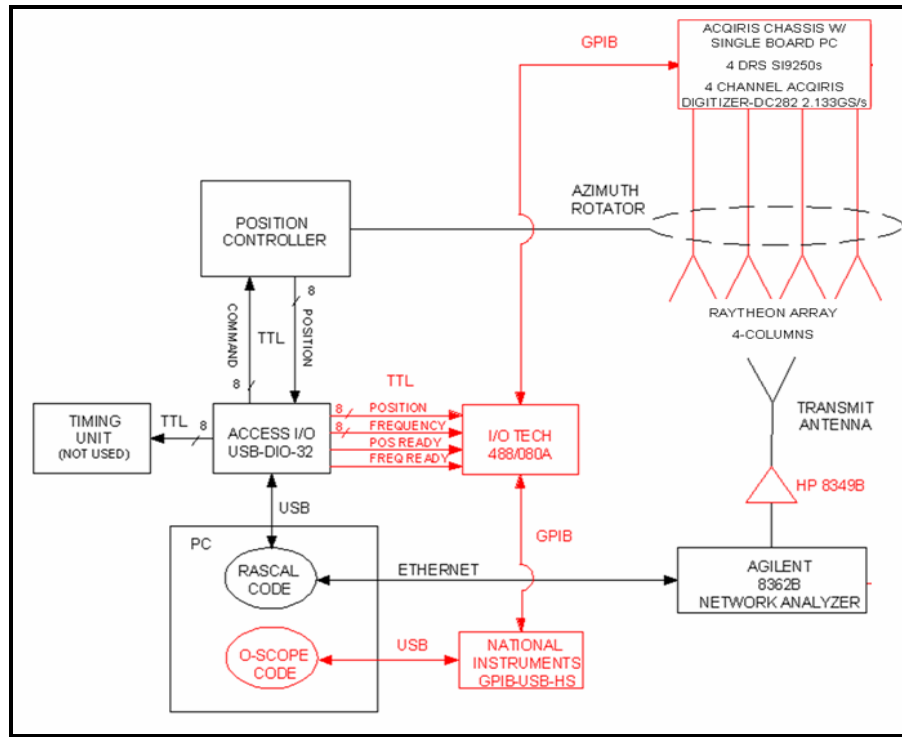 GPIB
ACQIRIS CHASSIS W/
SINGLE BOARD PC
4 DRS SI9250s
4 CHANNEL ACQIRIS
DIGITIZER-DC282 2.133GS/s
POSITION
CONTROLLER
AZIMUTH
ROTATOR
RAYTHEON ARRAY
4-COLUMNS
COMMAND
8
TTL
8
POSITION
TIMING
UNIT
(NOT USED)
TTL
8
ACCESS I/O
USB-DIO-32
TTL
8
POSITION
8
FREQUENCY
POS READY
FREQ READY
I/O TECH
488/080A
TRANSMIT
ANTENNA
HP 8349B
USB
GPIB
PC
RASCAL
CODE
ETHERNET
AGILENT
8362B
NETWORK ANALYZER
O-SCOPE
CODE
USB
NATIONAL
INSTRUMENTS
GPIB-USB-HS